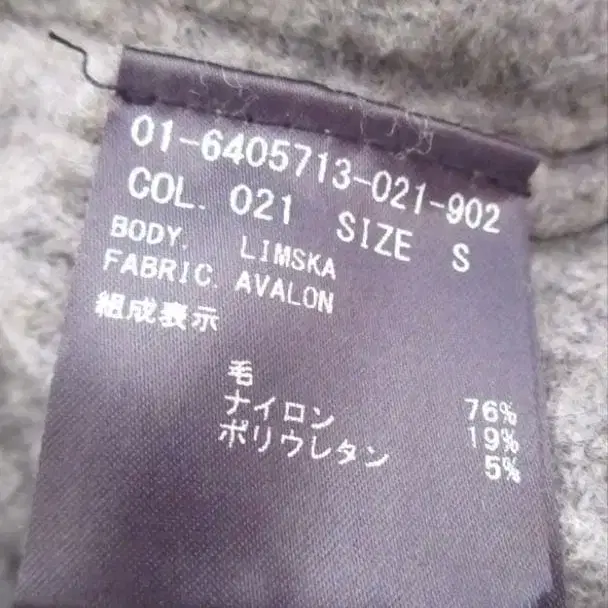 01-6405713-021-902
COL. 021 SIZE S
BODY. LIMSKA
FABRIC. AVALON
組成表示
毛 76%
ナイロン 19%
ポリウレタン 5%